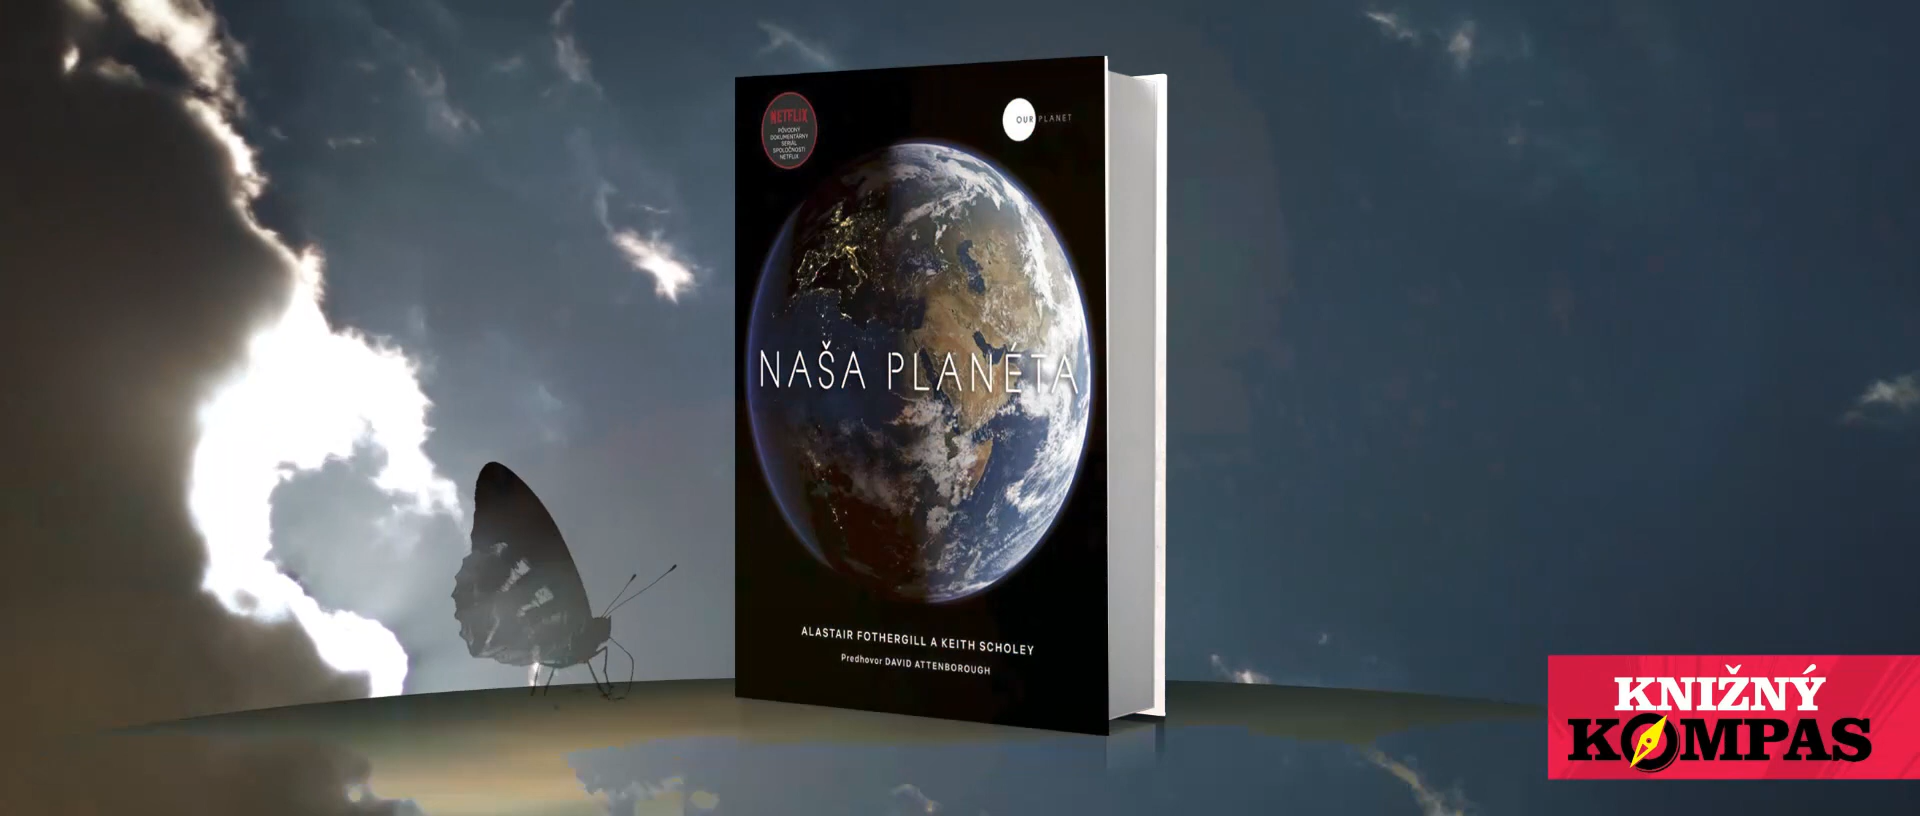 NETFLIX
PÔVODNÝ
DOKUMENTÁRNY
SERIÁL
SPOLOČNOSTI
NETFLIX
OUR PLANET
NAŠA PLANÉTA
ALASTAIR FOTHERGILL A KEITH SCHOLEY
Predhovor DAVID ATTENBOROUGH
KNIŽNÝ
KOMPAS